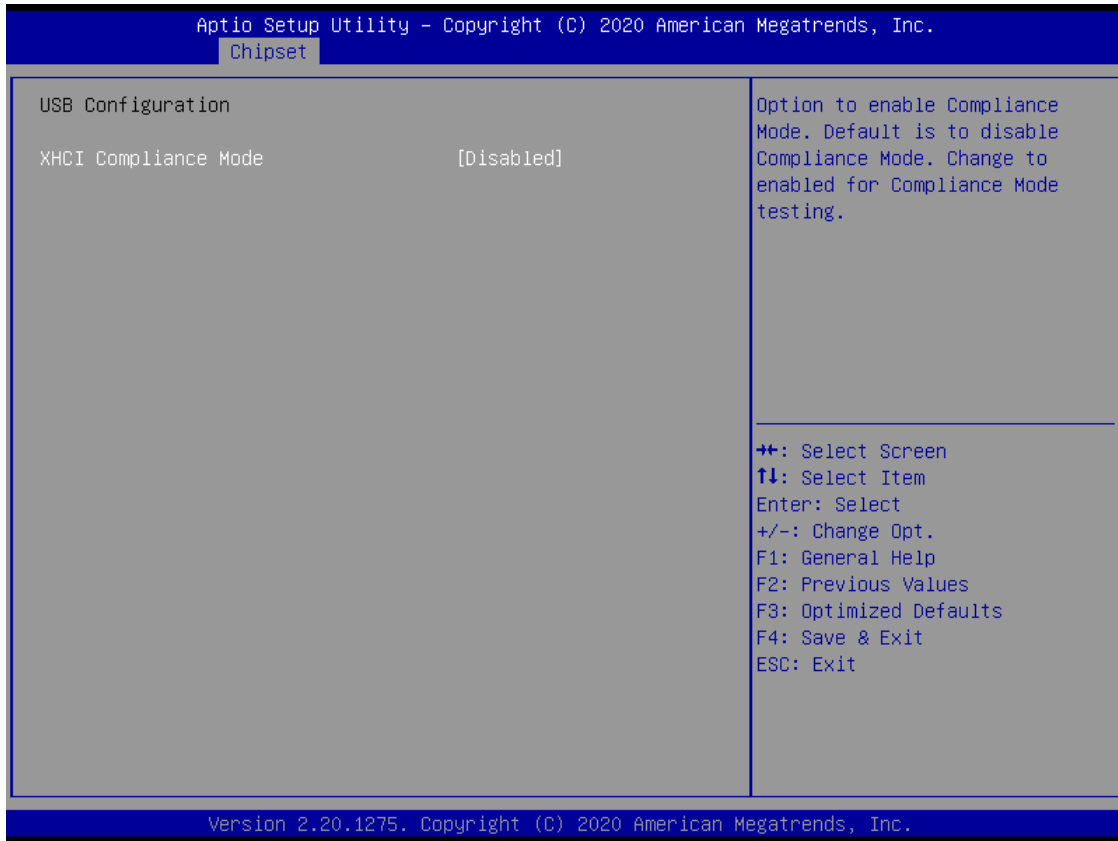 Aptio Setup Utility – Copyright (C) 2020 American Megatrends, Inc.
Chipset
USB Configuration
XHCI Compliance Mode [Disabled]
Option to enable Compliance
Mode. Default is to disable
Compliance Mode. Change to
enabled for Compliance Mode
testing.
→←: Select Screen
↑↓: Select Item
Enter: Select
+/-: Change Opt.
F1: General Help
F2: Previous Values
F3: Optimized Defaults
F4: Save & Exit
ESC: Exit
Version 2.20.1275. Copyright (C) 2020 American Megatrends, Inc.